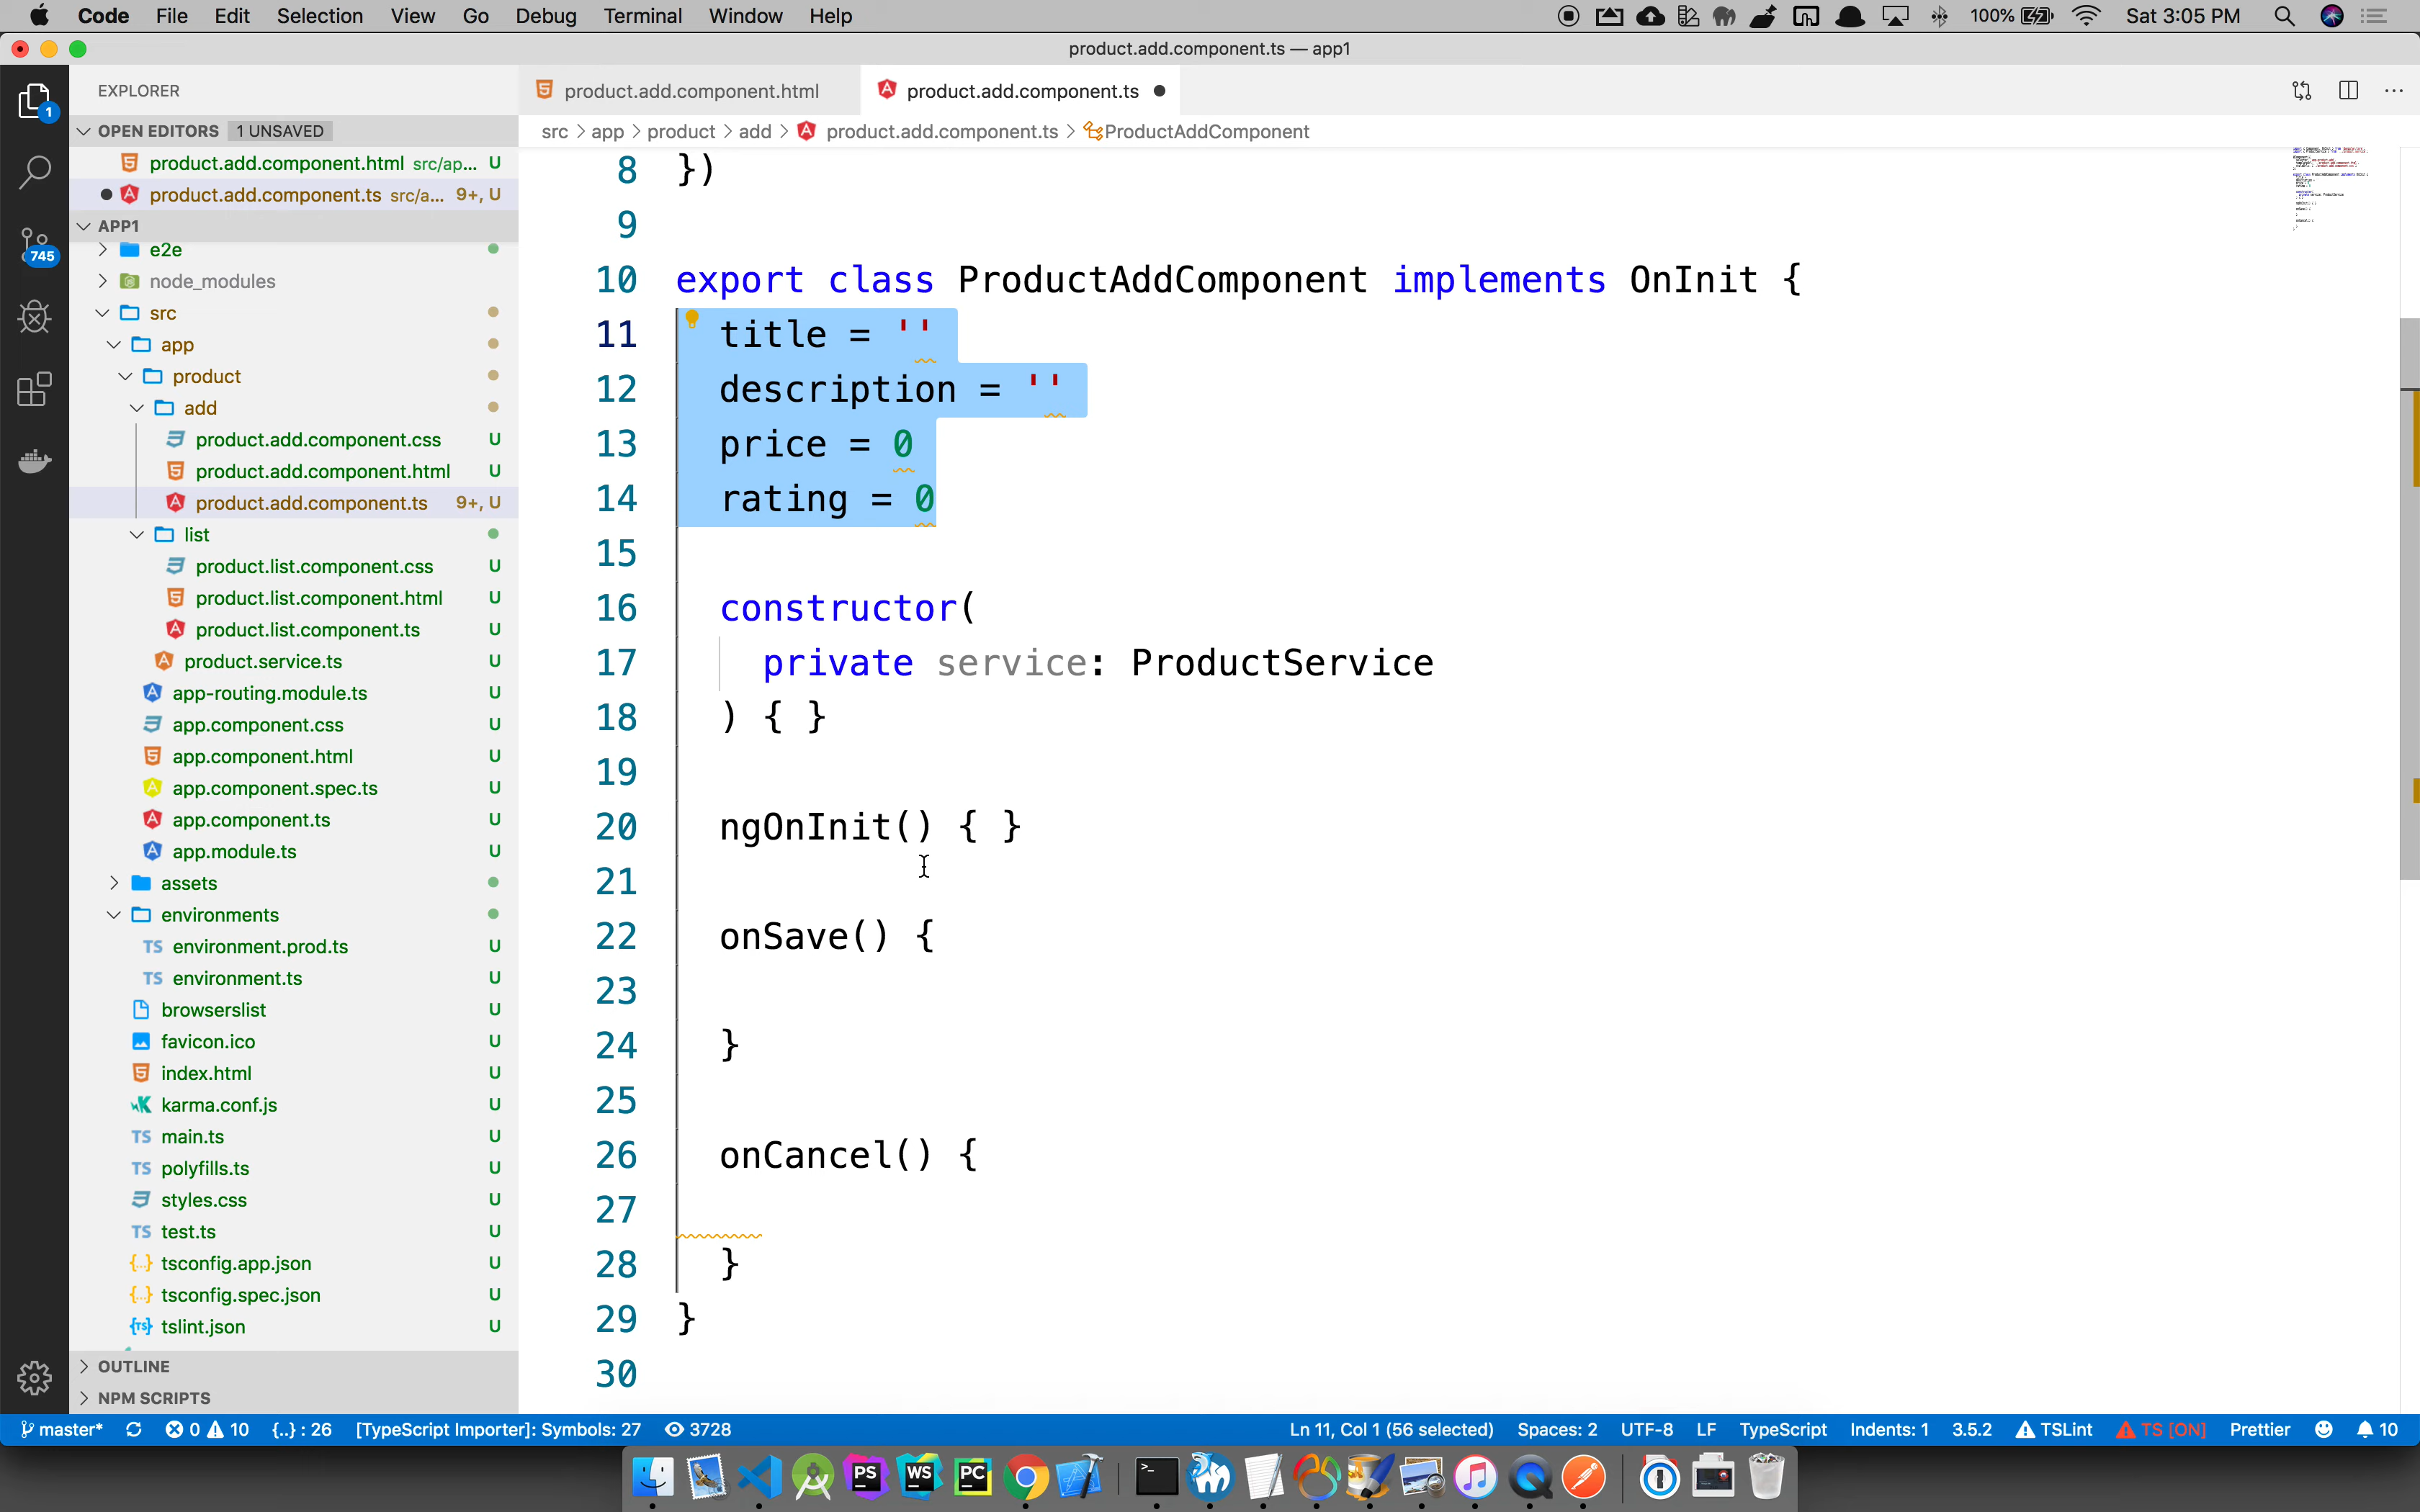 Code File Edit Selection View Go Debug Terminal Window Help 100% Sat 3:05 PM
product.add.component.ts — app1
EXPLORER
OPEN EDITORS 1 UNSAVED
product.add.component.html src/ap... U
product.add.component.ts src/a... 9+, U
APP1
e2e
node_modules
src
app
product
add
product.add.component.css U
product.add.component.html U
product.add.component.ts 9+, U
list
product.list.component.css U
product.list.component.html U
product.list.component.ts U
product.service.ts U
app-routing.module.ts U
app.component.css U
app.component.html U
app.component.spec.ts U
app.component.ts U
app.module.ts U
assets
environments
environment.prod.ts U
environment.ts U
browserslist U
favicon.ico U
index.html U
karma.conf.js U
main.ts U
polyfills.ts U
styles.css U
test.ts U
tsconfig.app.json U
tsconfig.spec.json U
tslint.json U
OUTLINE
NPM SCRIPTS
1
745
product.add.component.html product.add.component.ts
src > app > product > add > product.add.component.ts > ProductAddComponent
8 })
9
10 export class ProductAddComponent implements OnInit {
11 title = ''
12 description = ''
13 price = 0
14 rating = 0
15
16 constructor(
17 private service: ProductService
18 ) { }
19
20 ngOnInit() { }
21
22 onSave() {
23
24 }
25
26 onCancel() {
27
28 }
29 }
30
master* 0 10 {..} : 26 [TypeScript Importer]: Symbols: 27 3728 Ln 11, Col 1 (56 selected) Spaces: 2 UTF-8 LF TypeScript Indents: 1 3.5.2 TSLint TS [ON] Prettier 10
PS WS PC